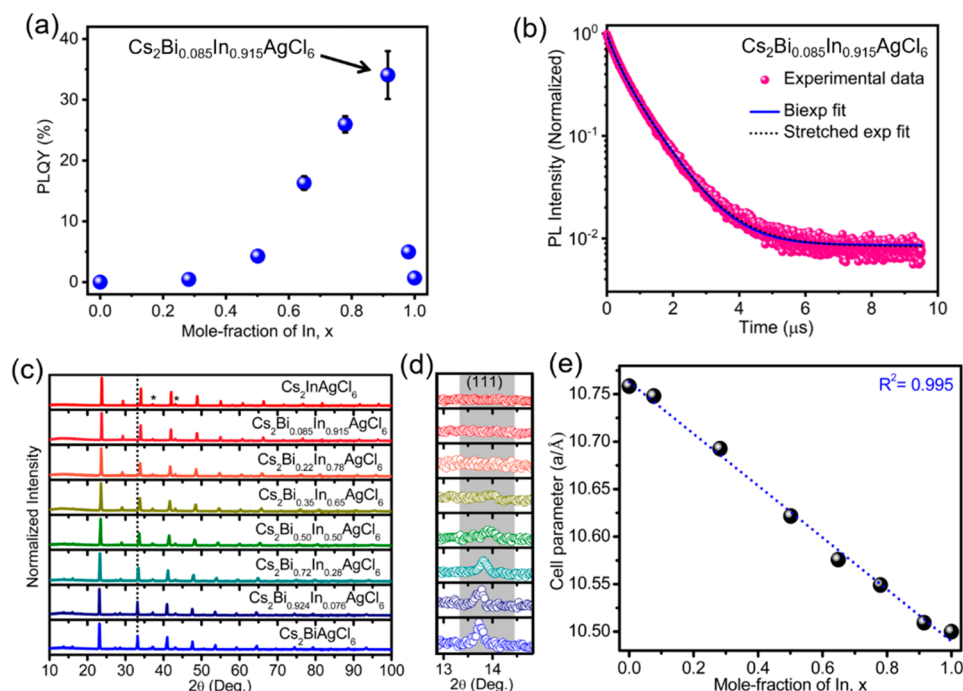 (a)
40
30
20
10
0
PLQY (%)
Cs2Bi0.085In0.915AgCl6
0.0 0.2 0.4 0.6 0.8 1.0
Mole-fraction of In, x
(b)
Cs2Bi0.085In0.915AgCl6
Experimental data
Biexp fit
Stretched exp fit
PL Intensity (Normalized)
10^0
10^-1
10^-2
0 2 4 6 8 10
Time (μs)
(c)
Normalized Intensity
Cs2InAgCl6
* *
Cs2Bi0.085In0.915AgCl6
Cs2Bi0.22In0.78AgCl6
Cs2Bi0.35In0.65AgCl6
Cs2Bi0.50In0.50AgCl6
Cs2Bi0.72In0.28AgCl6
Cs2Bi0.924In0.076AgCl6
Cs2BiAgCl6
10 20 30 40 50 60 70 80 90 100
2θ (Deg.)
(d)
(111)
13 14
2θ (Deg.)
(e)
R2= 0.995
Cell parameter (a/Å)
10.75
10.70
10.65
10.60
10.55
10.50
0.0 0.2 0.4 0.6 0.8 1.0
Mole-fraction of In, x